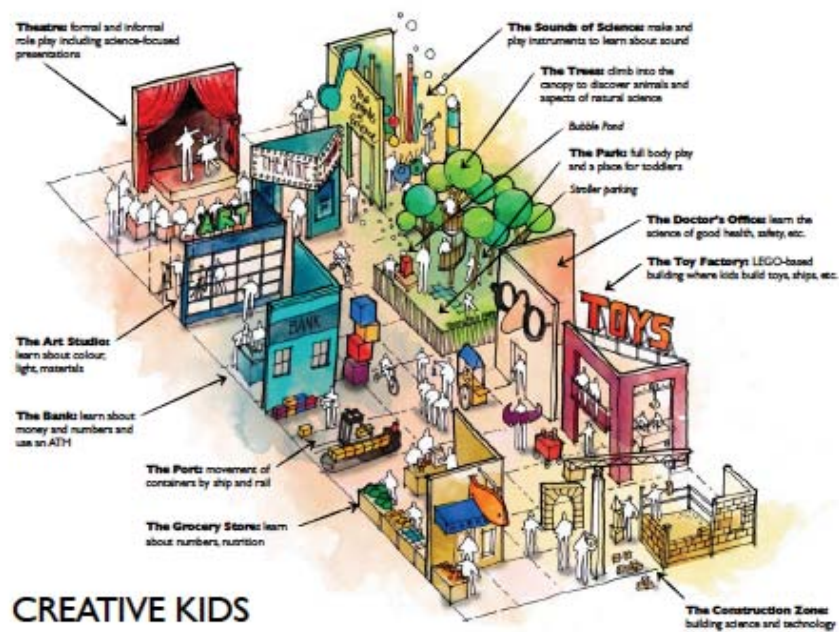 Theatre: formal and informal
role play including science-focused
presentations
The Sounds of Science: make and
play instruments to learn about sound
The Trees: climb into the
canopy to discover animals and
aspects of natural science
Bubble Pond
The Park: full body play
and a place for toddlers
Stroller parking
The Doctor's Office: learn the
science of good health, safety, etc.
The Toy Factory: LEGO-based
building where kids build toys, ships, etc.
The Sounds of Science
THEATRE
ART
BANK
TOYS
The Art Studio:
learn about colour,
light, materials
The Bank: learn about
money and numbers and
use an ATH
The Port: movement of
containers by ship and rail
The Grocery Store: learn
about numbers, nutrition
The Construction Zone:
building science and technology
CREATIVE KIDS